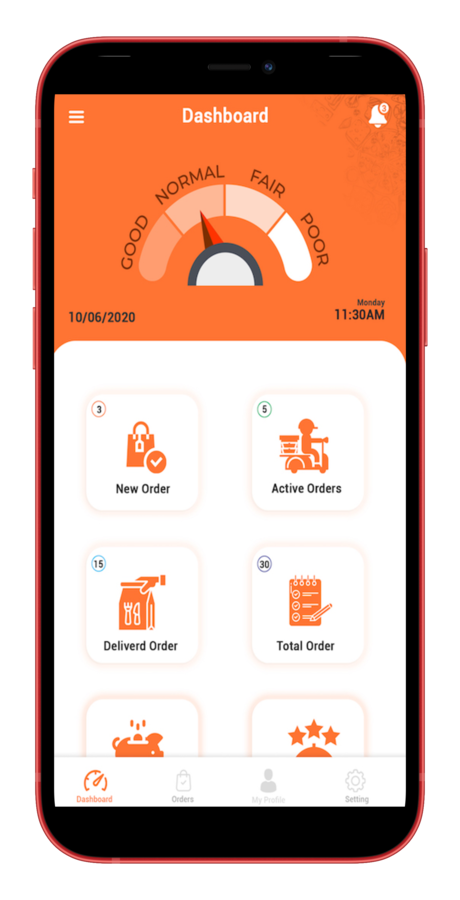 Dashboard
3
GOOD
NORMAL
FAIR
POOR
Monday
10/06/2020
11:30AM
3
New Order
5
Active Orders
15
Deliverd Order
30
Total Order
Dashboard
Orders
My Profile
Setting